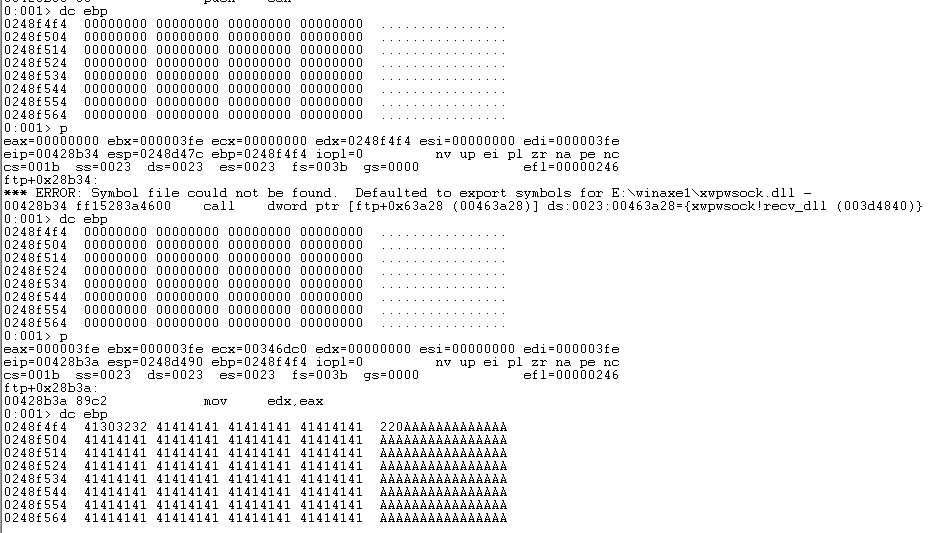 0:001> dc ebp
0248f4f4  00000000 00000000 00000000 00000000  ................
0248f504  00000000 00000000 00000000 00000000  ................
0248f514  00000000 00000000 00000000 00000000  ................
0248f524  00000000 00000000 00000000 00000000  ................
0248f534  00000000 00000000 00000000 00000000  ................
0248f544  00000000 00000000 00000000 00000000  ................
0248f554  00000000 00000000 00000000 00000000  ................
0248f564  00000000 00000000 00000000 00000000  ................
0:001> p
eax=00000000 ebx=000003fe ecx=00000000 edx=0248f4f4 esi=00000000 edi=000003fe
eip=00428b34 esp=0248d47c ebp=0248f4f4 iopl=0         nv up ei pl zr na pe nc
cs=001b  ss=0023  ds=0023  es=0023  fs=003b  gs=0000             efl=00000246
ftp+0x28b34:
*** ERROR: Symbol file could not be found.  Defaulted to export symbols for E:\winaxe1\xwpwsock.dll -
00428b34 ff15283a4600    call    dword ptr [ftp+0x63a28 (00463a28)] ds:0023:00463a28={xwpwsock!recv_dll (003d4840)}
0:001> dc ebp
0248f4f4  00000000 00000000 00000000 00000000  ................
0248f504  00000000 00000000 00000000 00000000  ................
0248f514  00000000 00000000 00000000 00000000  ................
0248f524  00000000 00000000 00000000 00000000  ................
0248f534  00000000 00000000 00000000 00000000  ................
0248f544  00000000 00000000 00000000 00000000  ................
0248f554  00000000 00000000 00000000 00000000  ................
0248f564  00000000 00000000 00000000 00000000  ................
0:001> p
eax=000003fe ebx=000003fe ecx=00346dc0 edx=00000000 esi=00000000 edi=000003fe
eip=00428b3a esp=0248d490 ebp=0248f4f4 iopl=0         nv up ei pl zr na pe nc
cs=001b  ss=0023  ds=0023  es=0023  fs=003b  gs=0000             efl=00000246
ftp+0x28b3a:
00428b3a 89c2            mov     edx,eax
0:001> dc ebp
0248f4f4  41303232 41414141 41414141 41414141  220AAAAAAAAAAAAA
0248f504  41414141 41414141 41414141 41414141  AAAAAAAAAAAAAAAA
0248f514  41414141 41414141 41414141 41414141  AAAAAAAAAAAAAAAA
0248f524  41414141 41414141 41414141 41414141  AAAAAAAAAAAAAAAA
0248f534  41414141 41414141 41414141 41414141  AAAAAAAAAAAAAAAA
0248f544  41414141 41414141 41414141 41414141  AAAAAAAAAAAAAAAA
0248f554  41414141 41414141 41414141 41414141  AAAAAAAAAAAAAAAA
0248f564  41414141 41414141 41414141 41414141  AAAAAAAAAAAAAAAA